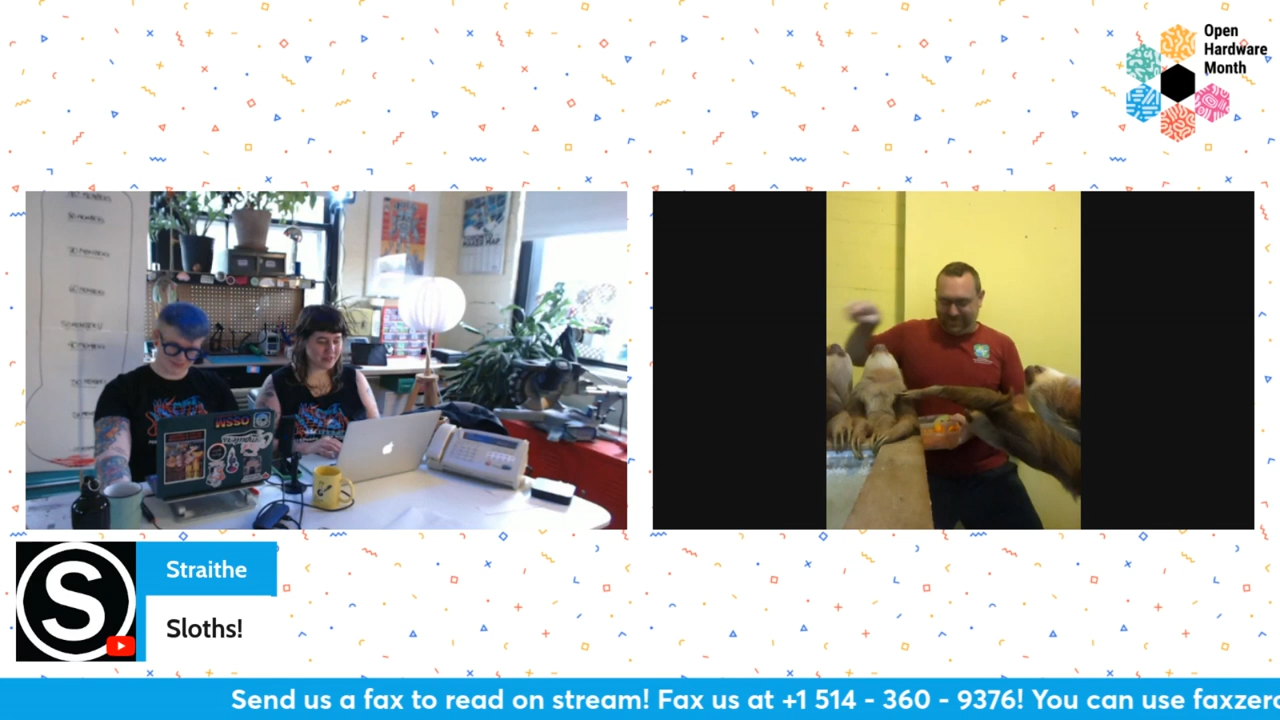 Open
Hardware
Month
Straithe
Sloths!
Send us a fax to read on stream! Fax us at +1 514 - 360 - 9376! You can use faxzero